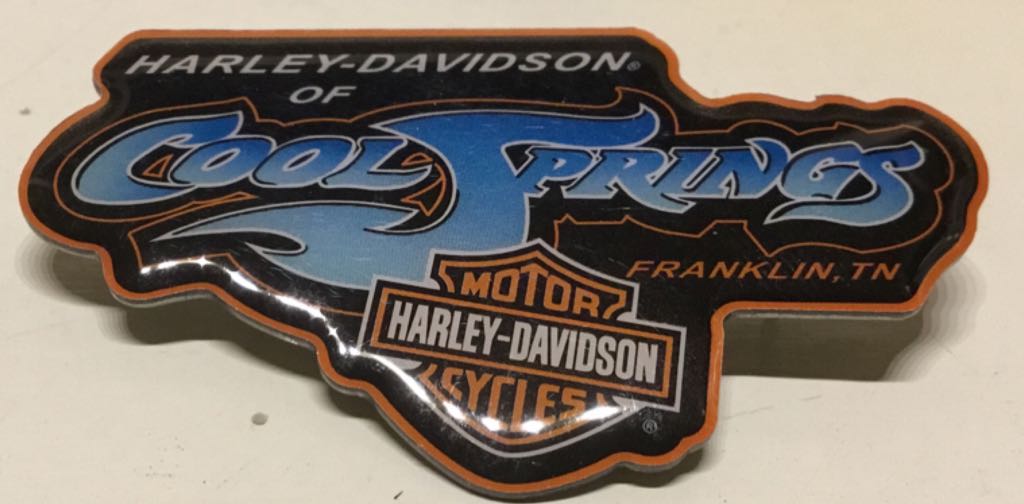 HARLEY-DAVIDSON®
OF
COOL SPRINGS
FRANKLIN, TN
MOTOR
HARLEY-DAVIDSON
CYCLES
®